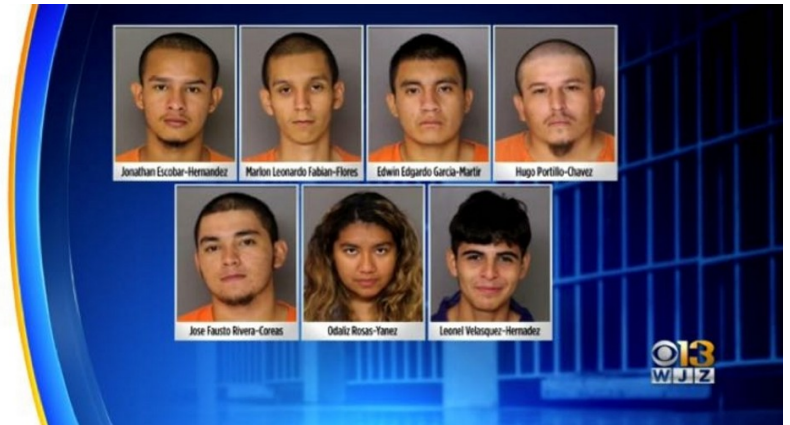 Jonathan Escobar-Hernandez
Marlon Leonardo Fabian-Flores
Edwin Edgardo Garcia-Martir
Hugo Portillo-Chavez
Jose Fausto Rivera-Coreas
Odaliz Rosas-Yanez
Leonel Velasquez-Hernadez
13
WJZ